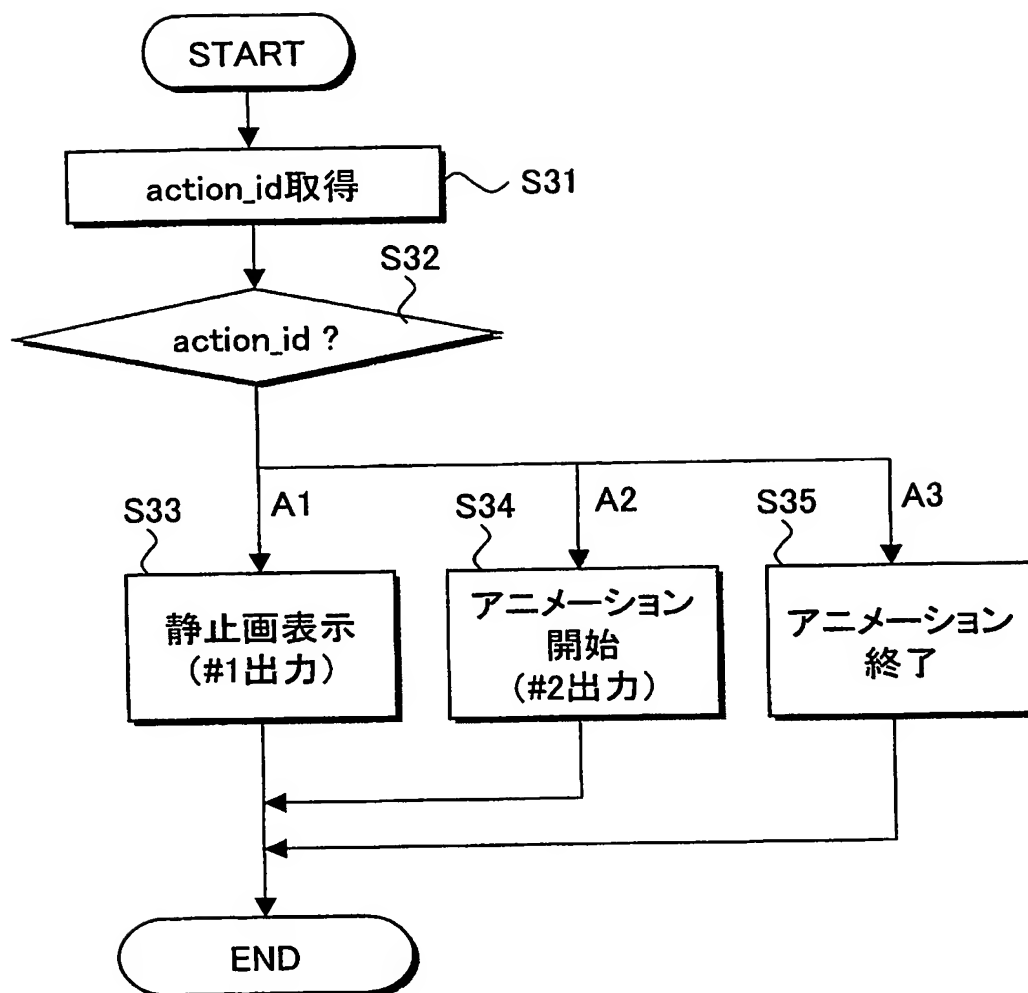 START
action_id取得
S31
S32
action_id ?
A1
A2
A3
S33
S34
S35
静止画表示
(#1出力)
アニメーション
開始
(#2出力)
アニメーション
終了
END